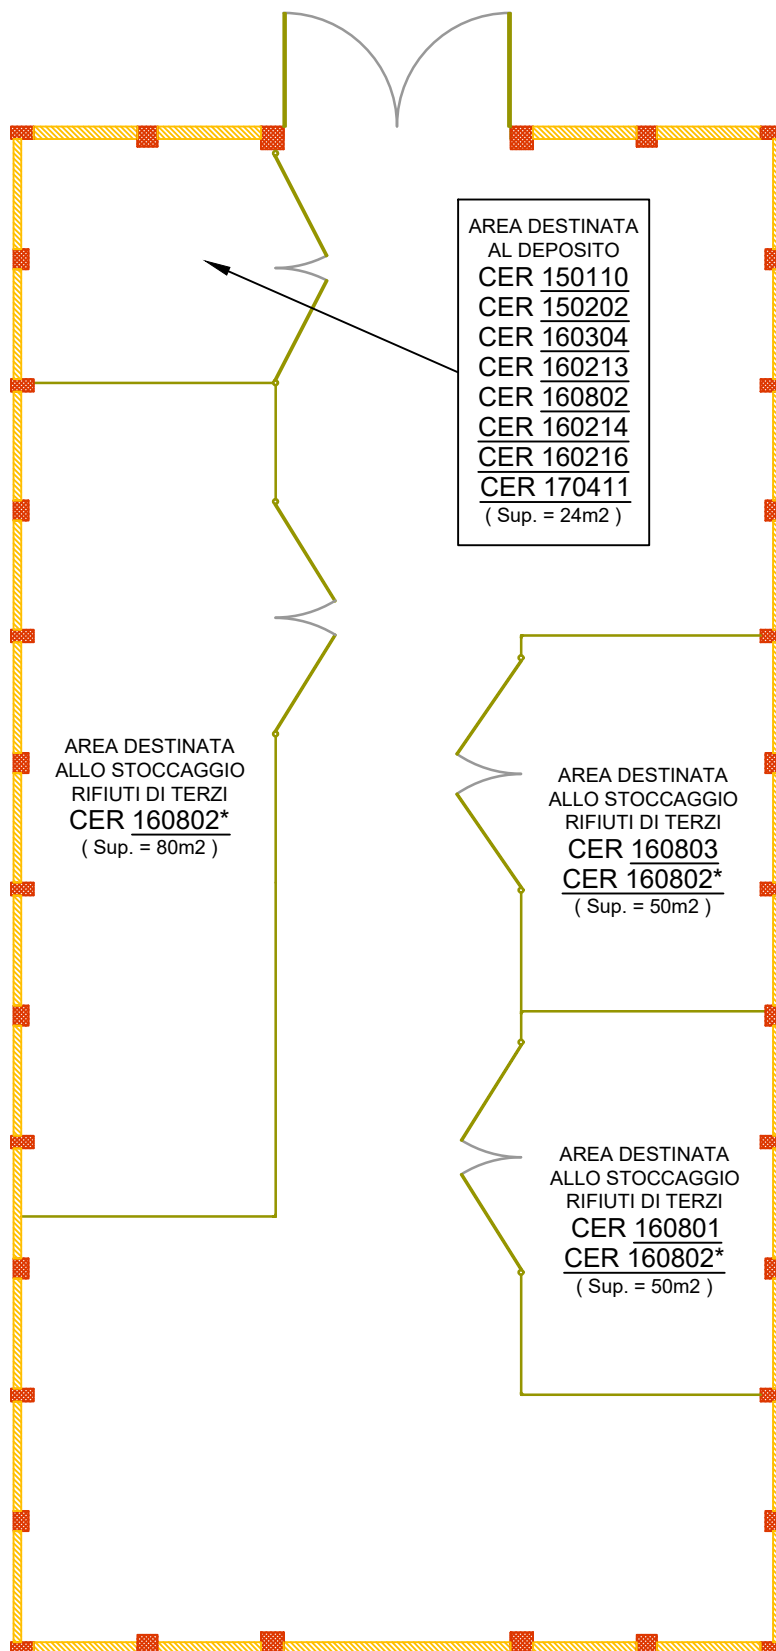 AREA DESTINATA
AL DEPOSITO
CER 150110
CER 150202
CER 160304
CER 160213
CER 160802
CER 160214
CER 160216
CER 170411
( Sup. = 24m2 )
AREA DESTINATA
ALLO STOCCAGGIO
RIFIUTI DI TERZI
CER 160802*
( Sup. = 80m2 )
AREA DESTINATA
ALLO STOCCAGGIO
RIFIUTI DI TERZI
CER 160803
CER 160802*
( Sup. = 50m2 )
AREA DESTINATA
ALLO STOCCAGGIO
RIFIUTI DI TERZI
CER 160801
CER 160802*
( Sup. = 50m2 )